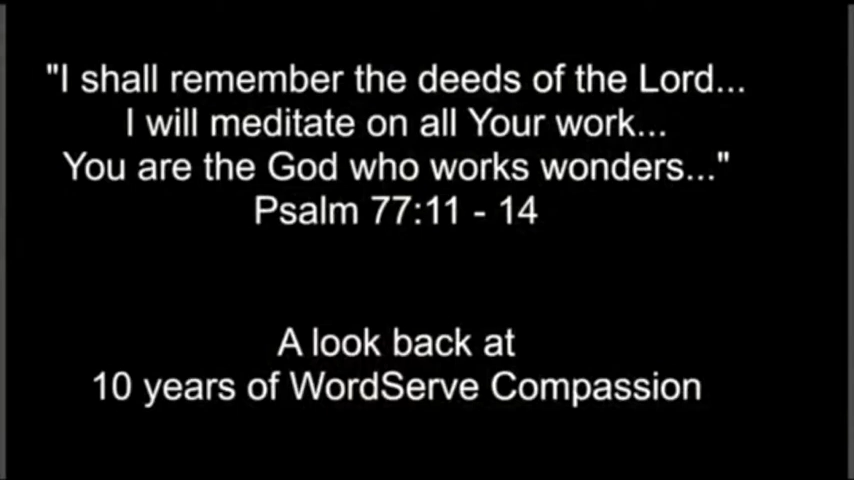 "I shall remember the deeds of the Lord...
I will meditate on all Your work...
You are the God who works wonders..."
Psalm 77:11 - 14
A look back at
10 years of WordServe Compassion